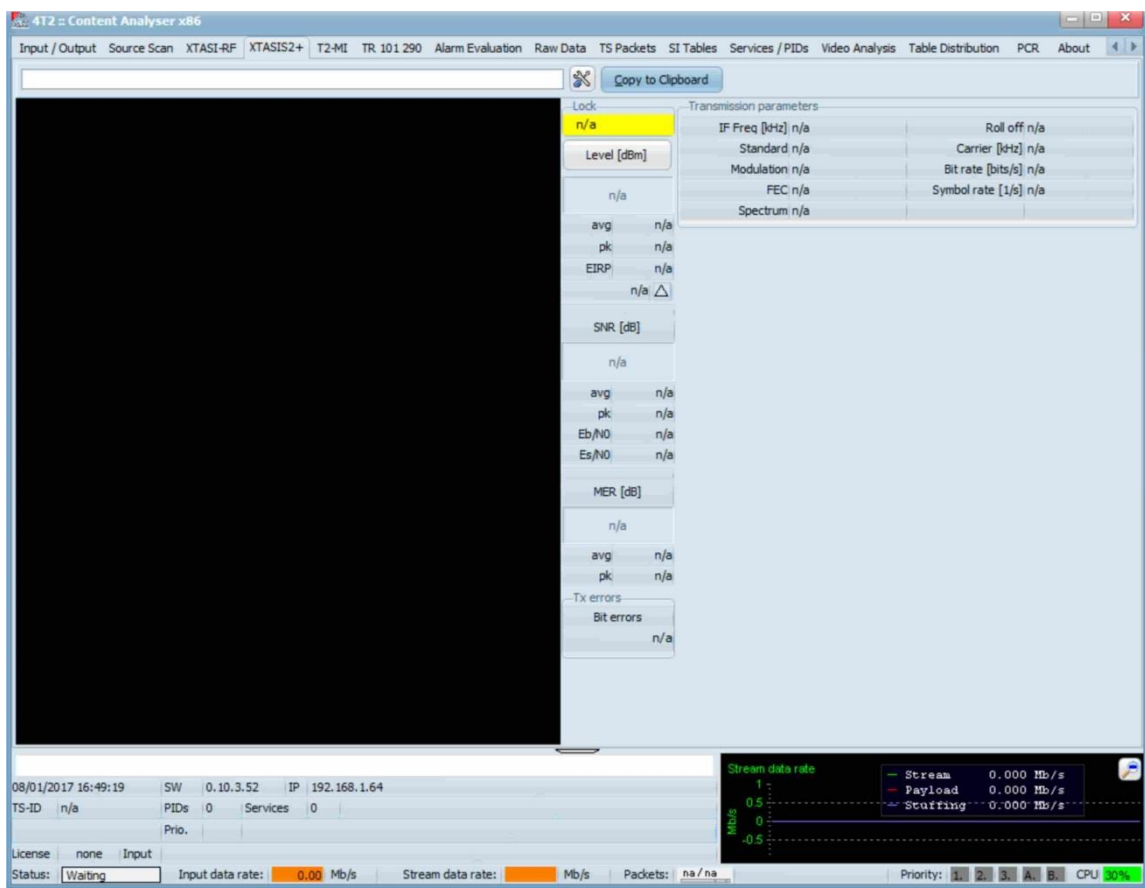 4T2 :: Content Analyser x86
Input / Output Source Scan XTASI-RF XTASIS2+ T2-MI TR 101 290 Alarm Evaluation Raw Data TS Packets SI Tables Services / PIDs Video Analysis Table Distribution PCR About
Copy to Clipboard
Lock
n/a
Level [dBm]
n/a
avg n/a
pk n/a
EIRP n/a
n/a
SNR [dB]
n/a
avg n/a
pk n/a
Eb/N0 n/a
Es/N0 n/a
MER [dB]
n/a
avg n/a
pk n/a
Tx errors
Bit errors
n/a
Transmission parameters
IF Freq [kHz] n/a Roll off n/a
Standard n/a Carrier [kHz] n/a
Modulation n/a Bit rate [bits/s] n/a
FEC n/a Symbol rate [1/s] n/a
Spectrum n/a
08/01/2017 16:49:19 SW 0.10.3.52 IP 192.168.1.64
TS-ID n/a PIDs 0 Services 0
Prio.
License none Input
Stream data rate
Mb/s
1
0.5
0
-0.5
Stream 0.000 Mb/s
Payload 0.000 Mb/s
Stuffing 0.000 Mb/s
Status: Waiting Input data rate: 0.00 Mb/s Stream data rate: Mb/s Packets: na/na Priority: 1. 2. 3. A. B. CPU 30%